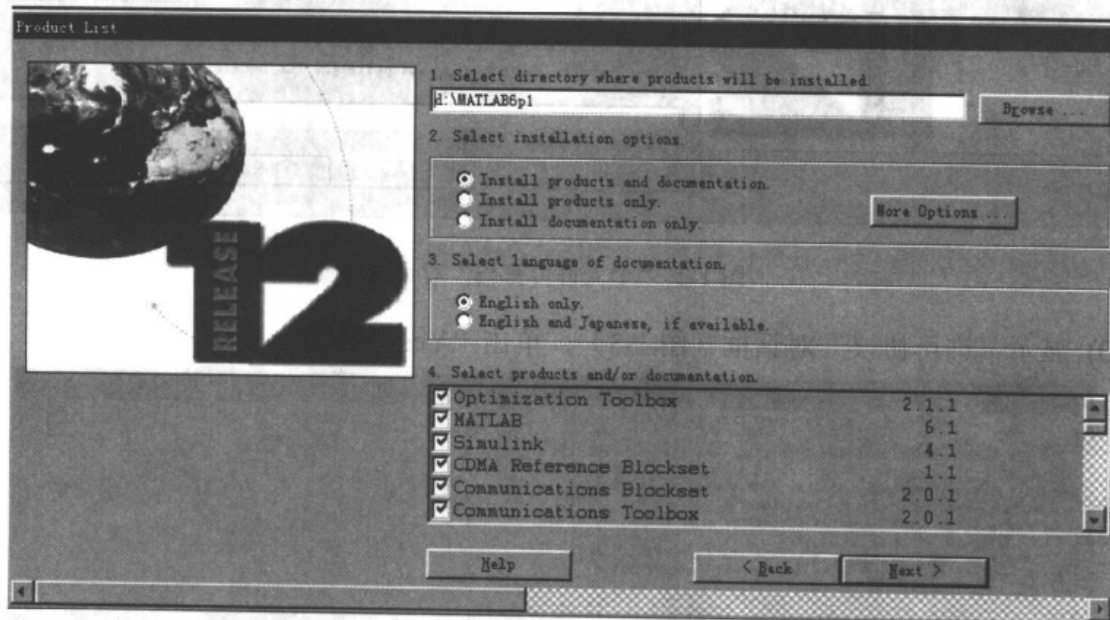 Product List
RELEASE
12
1. Select directory where products will be installed.
d:\MATLAB6p1
Browse ...
2. Select installation options.
Install products and documentation.
Install products only.
Install documentation only.
More Options ...
3. Select language of documentation.
English only.
English and Japanese, if available.
4. Select products and/or documentation.
Optimization Toolbox 2.1.1
MATLAB 6.1
Simulink 4.1
CDMA Reference Blockset 1.1
Communications Blockset 2.0.1
Communications Toolbox 2.0.1
Help
< Back
Next >